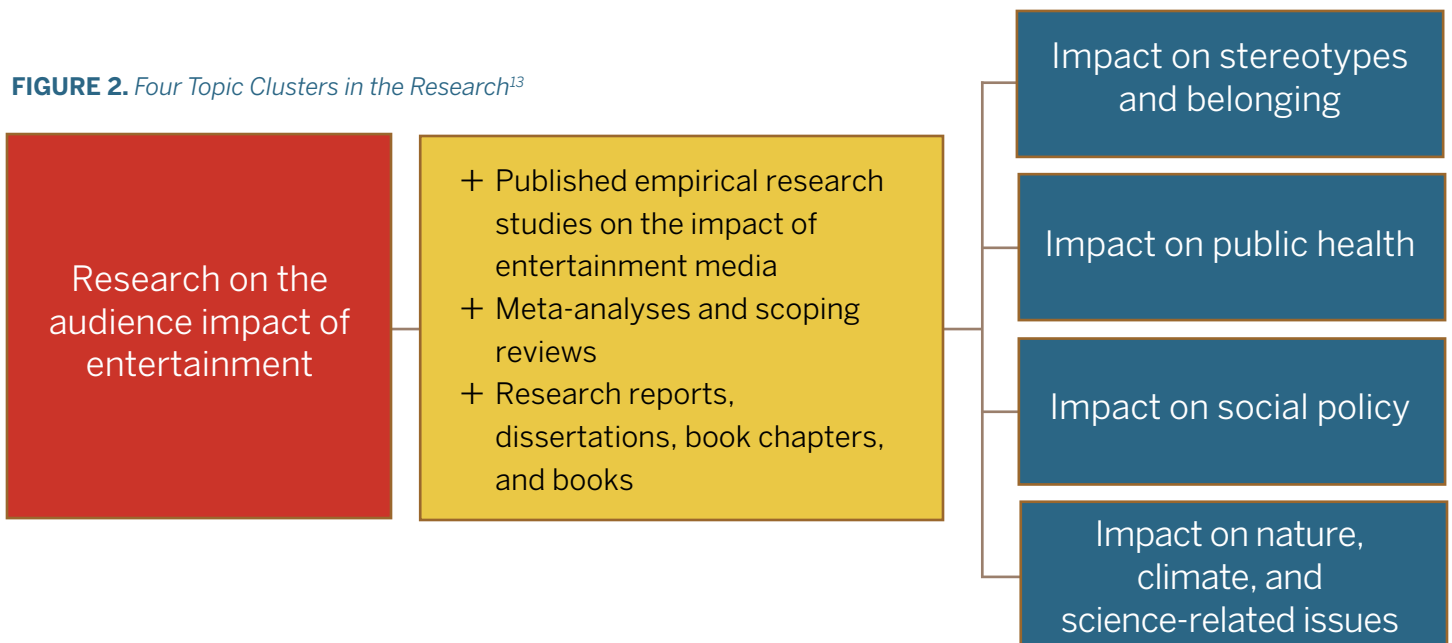 FIGURE 2. Four Topic Clusters in the Research13
Research on the
audience impact of
entertainment
+ Published empirical research
studies on the impact of
entertainment media
+ Meta-analyses and scoping
reviews
+ Research reports,
dissertations, book chapters,
and books
Impact on stereotypes
and belonging
Impact on public health
Impact on social policy
Impact on nature,
climate, and
science-related issues